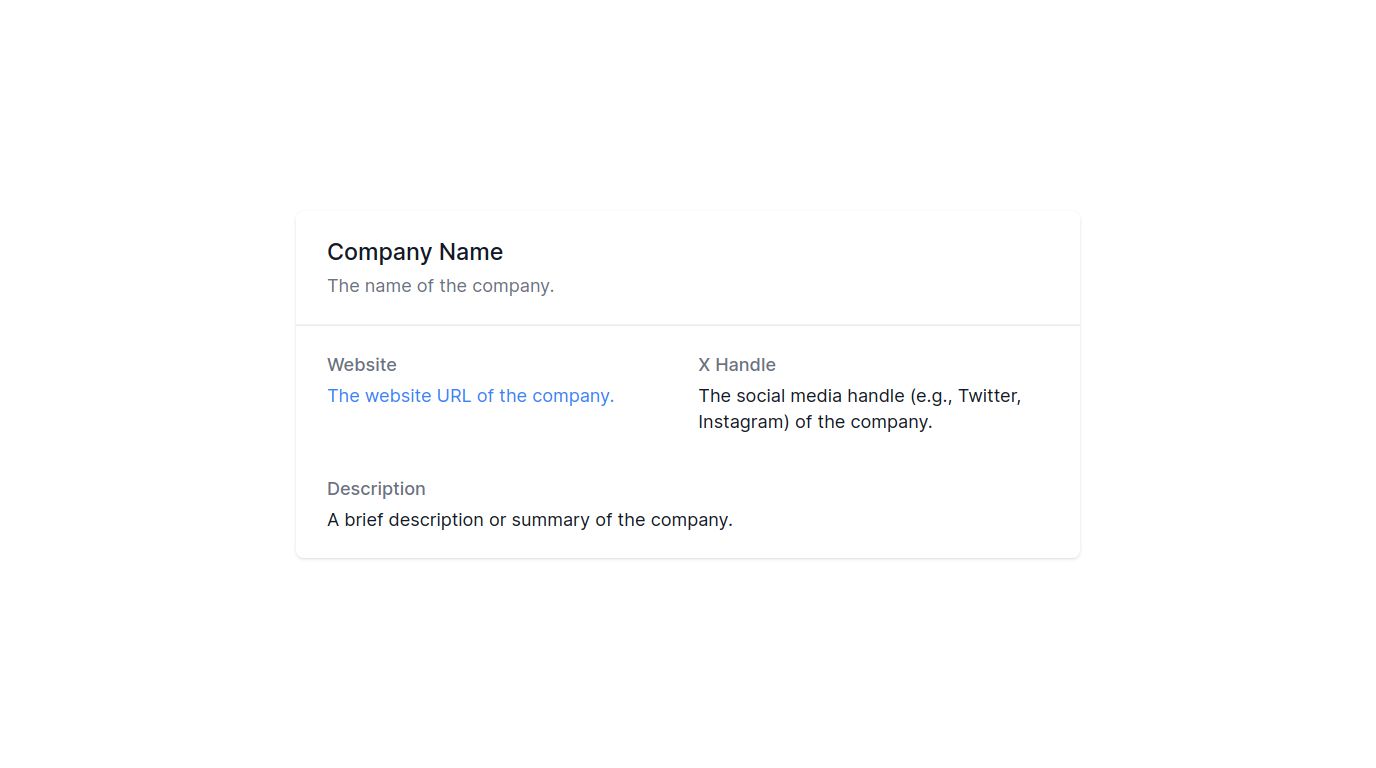 Company Name
The name of the company.
Website
The website URL of the company.
X Handle
The social media handle (e.g., Twitter,
Instagram) of the company.
Description
A brief description or summary of the company.